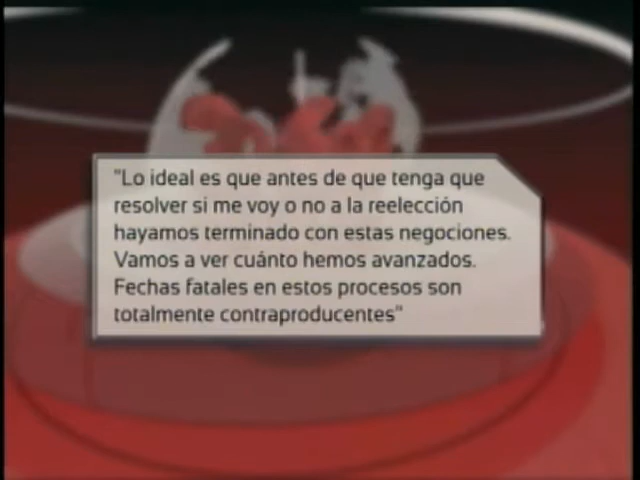 "Lo ideal es que antes de que tenga que
resolver si me voy o no a la reelección
hayamos terminado con estas negociones.
Vamos a ver cuánto hemos avanzados.
Fechas fatales en estos procesos son
totalmente contraproducentes"